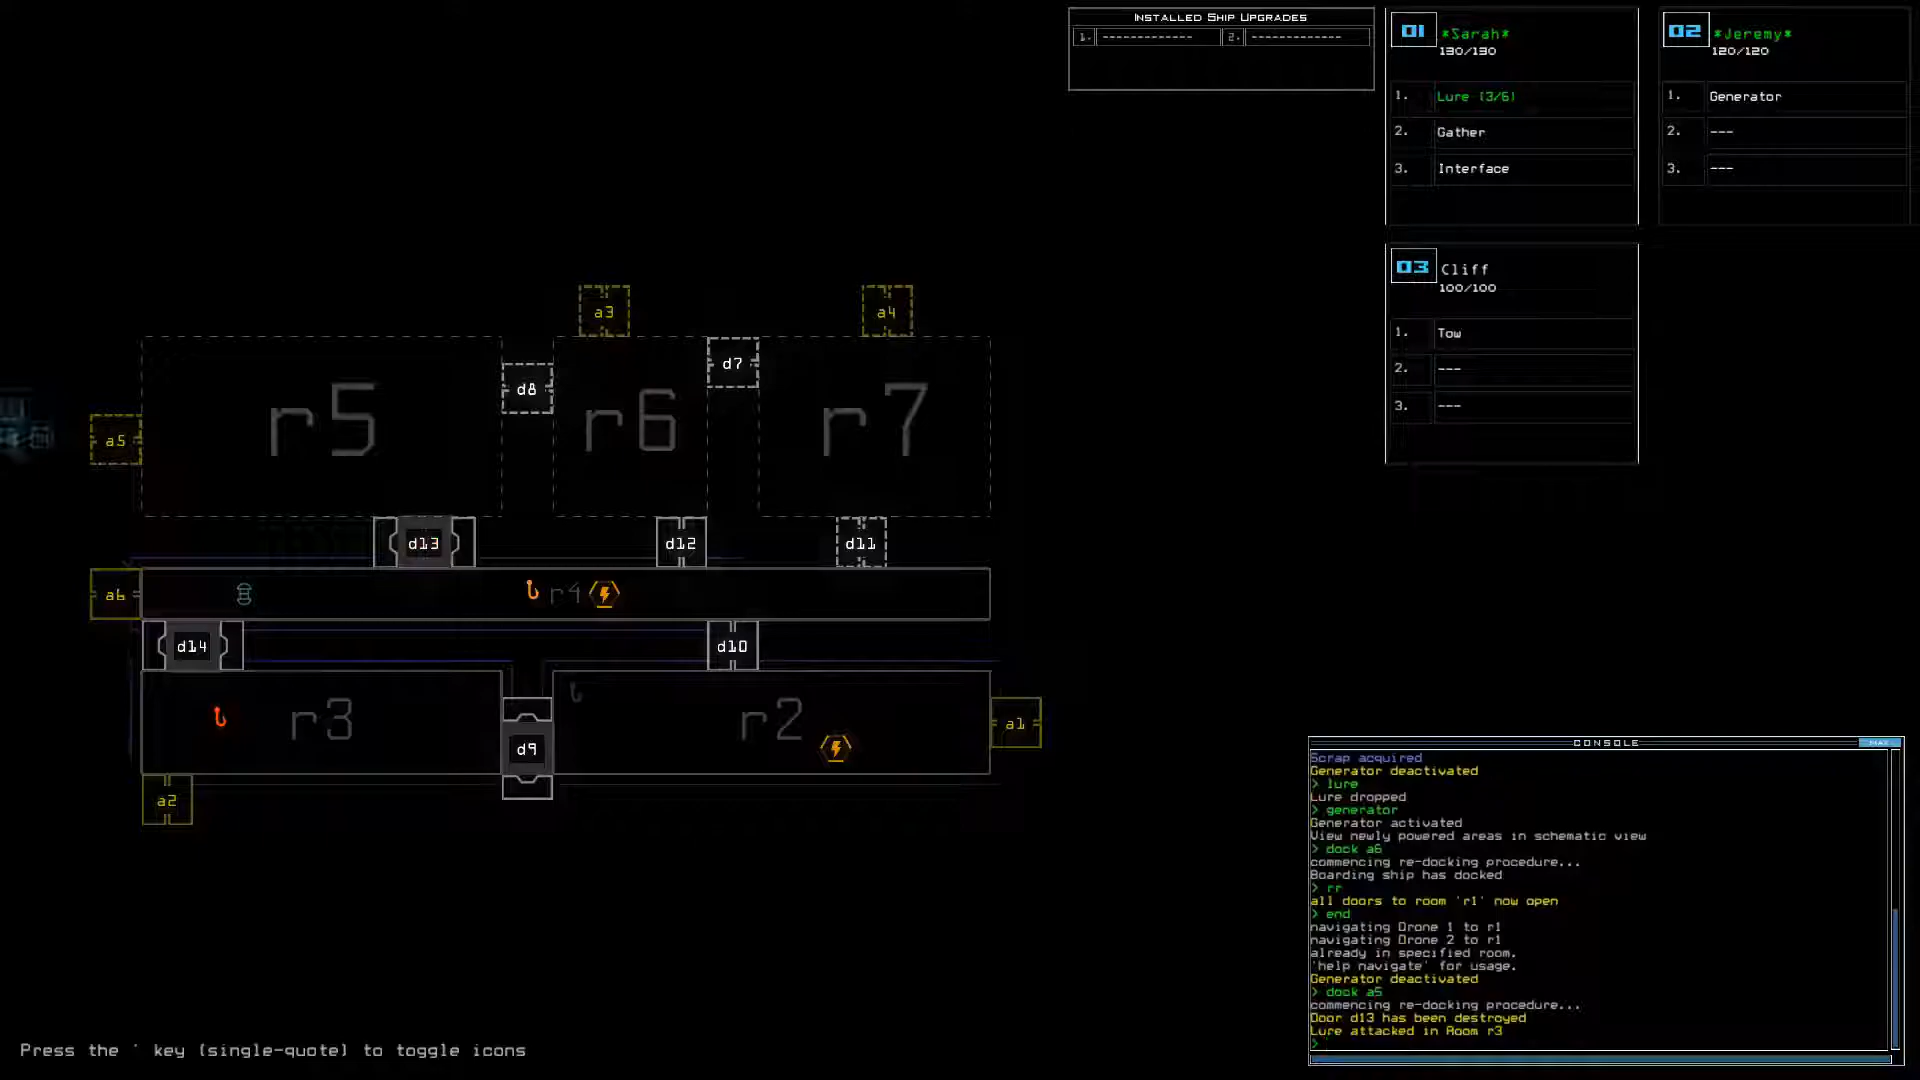 INSTALLED SHIP UPGRADES
1. -------------- 2. --------------
01 *Sarah*
130/130
1. Lure (3/6)
2. Gather
3. Interface
02 *Jeremy*
120/120
1. Generator
2. ---
3. ---
03 Cliff
100/100
1. Tow
2. ---
3. ---
a3
a4
d7
d8
r5
r6
r7
a5
d13
d12
d11
a6
r4
d14
d10
r3
r2
a1
d9
a2
CONSOLE
Scrap acquired
Generator deactivated
> lure
Lure dropped
> generator
Generator activated
View newly powered areas in schematic view
> dock a6
commencing re-docking procedure...
Boarding ship has docked
> rr
all doors to room 'r1' now open
> end
navigating Drone 1 to r1
navigating Drone 2 to r1
already in specified room.
'help navigate' for usage.
Generator deactivated
> dock a5
commencing re-docking procedure...
Door d13 has been destroyed
Lure attacked in Room r3
>
Press the ' key (single-quote) to toggle icons